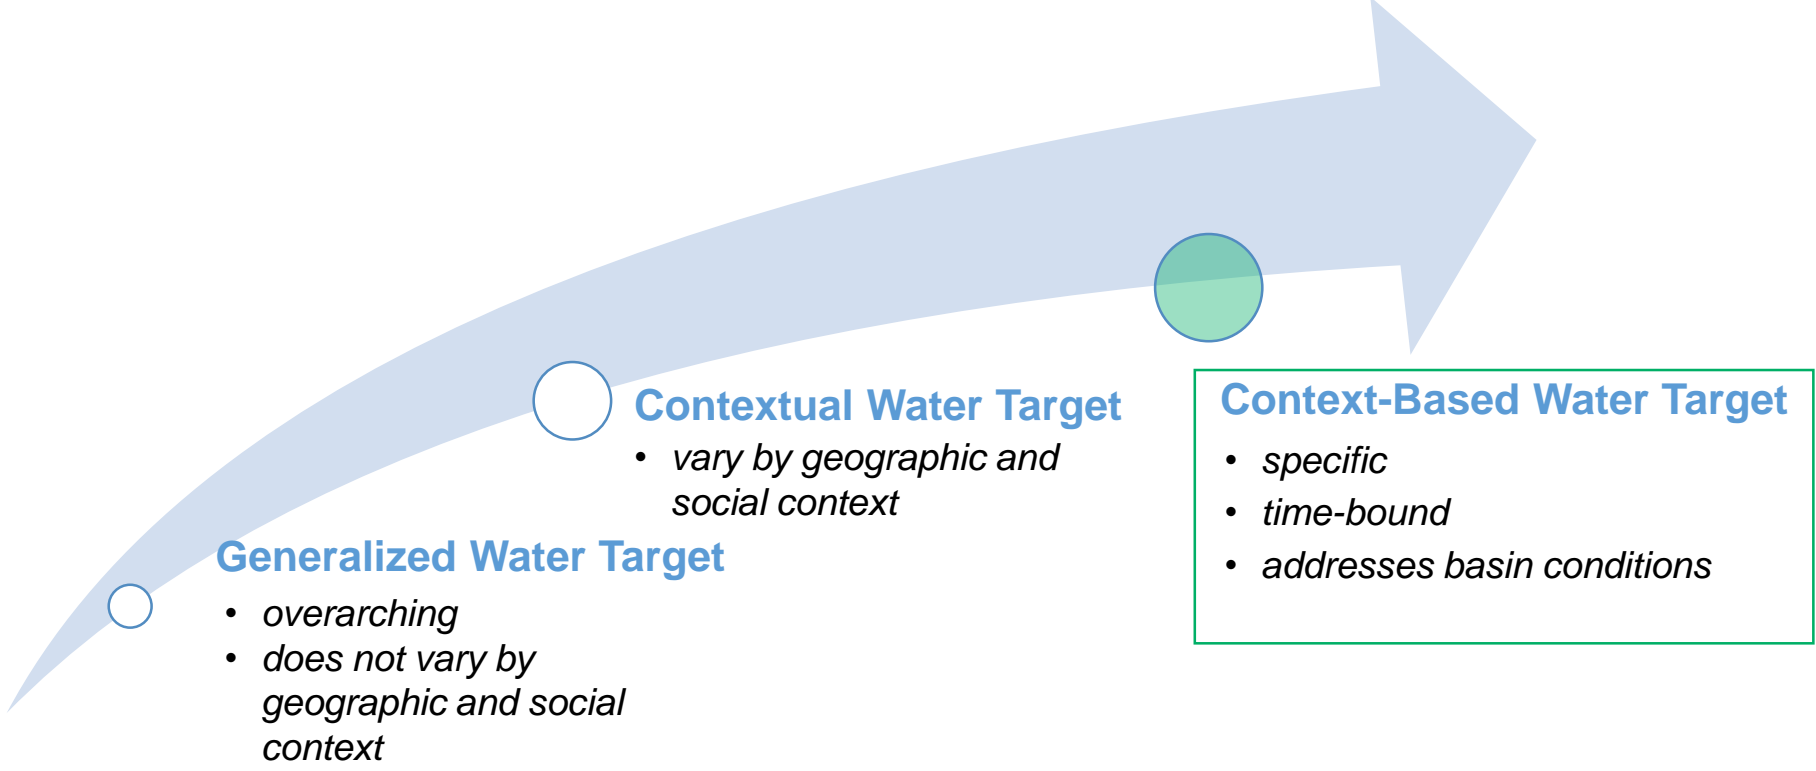 Generalized Water Target
• overarching
• does not vary by
geographic and social
context
Contextual Water Target
• vary by geographic and
social context
Context-Based Water Target
• specific
• time-bound
• addresses basin conditions